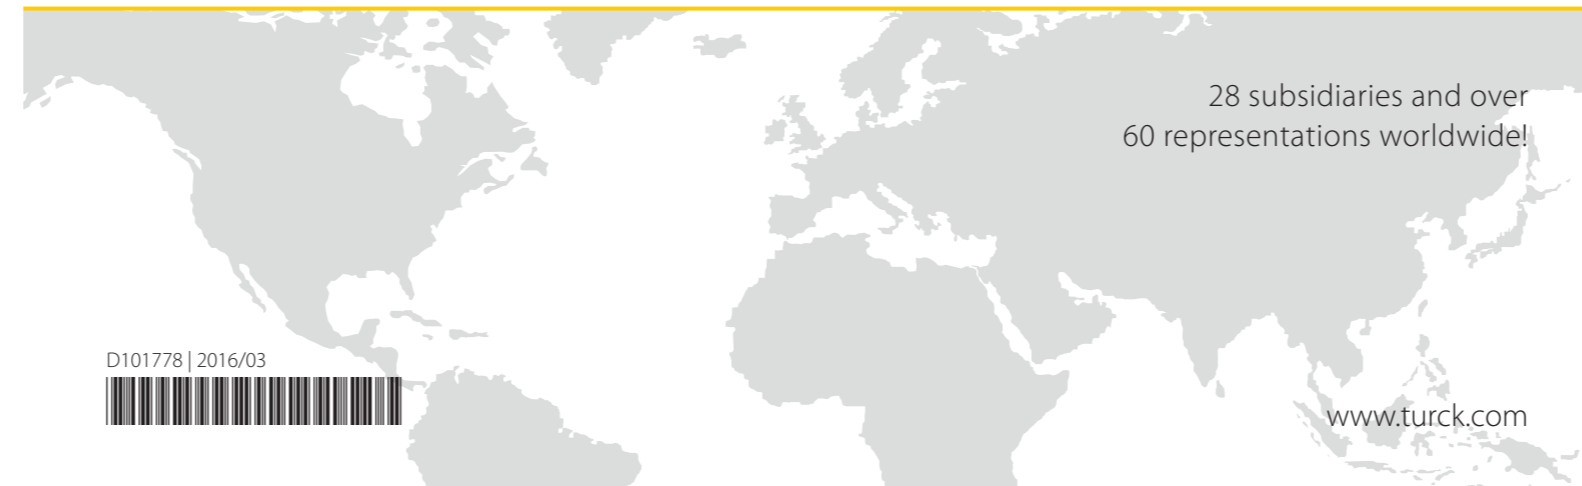 28 subsidiaries and over
60 representations worldwide!
D101778 | 2016/03
www.turck.com